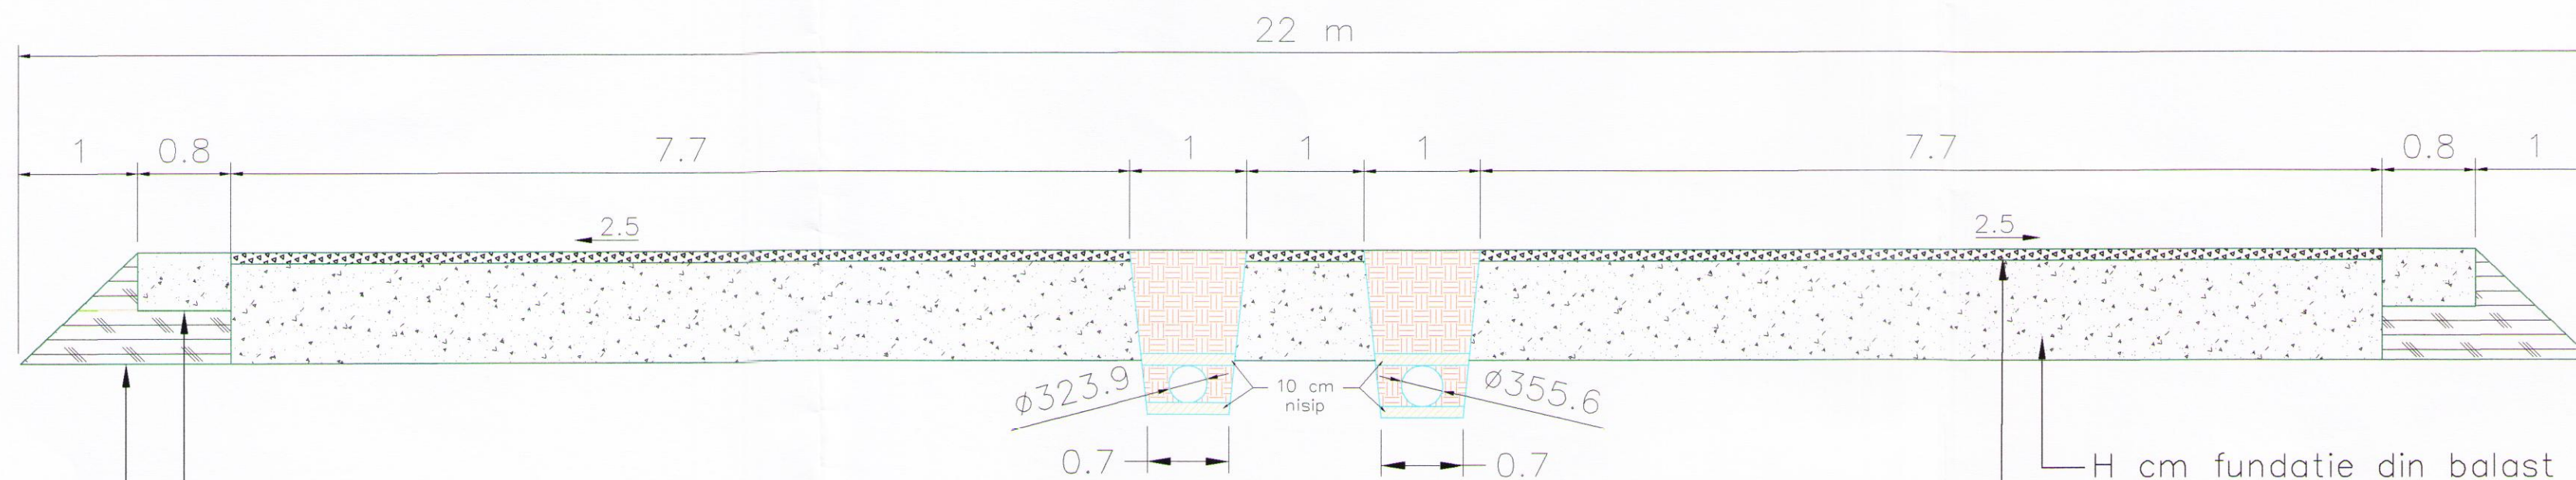 22 m
1 0.8 7.7 1 1 1 7.7 0.8 1
2.5 2.5
ø323.9 10 cm ø355.6
nisip
0.7 0.7
H cm fundatie din balast